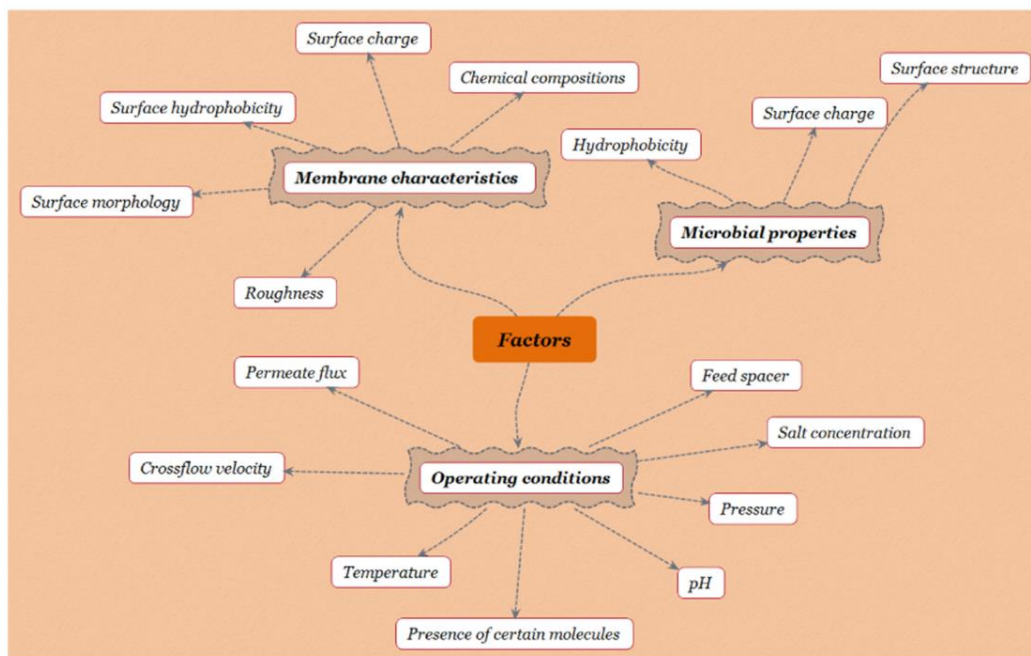 Surface charge
Surface structure
Chemical compositions
Surface hydrophobicity
Surface charge
Hydrophobicity
Membrane characteristics
Surface morphology
Microbial properties
Roughness
Factors
Permeate flux
Feed spacer
Salt concentration
Crossflow velocity
Operating conditions
Pressure
Temperature
pH
Presence of certain molecules